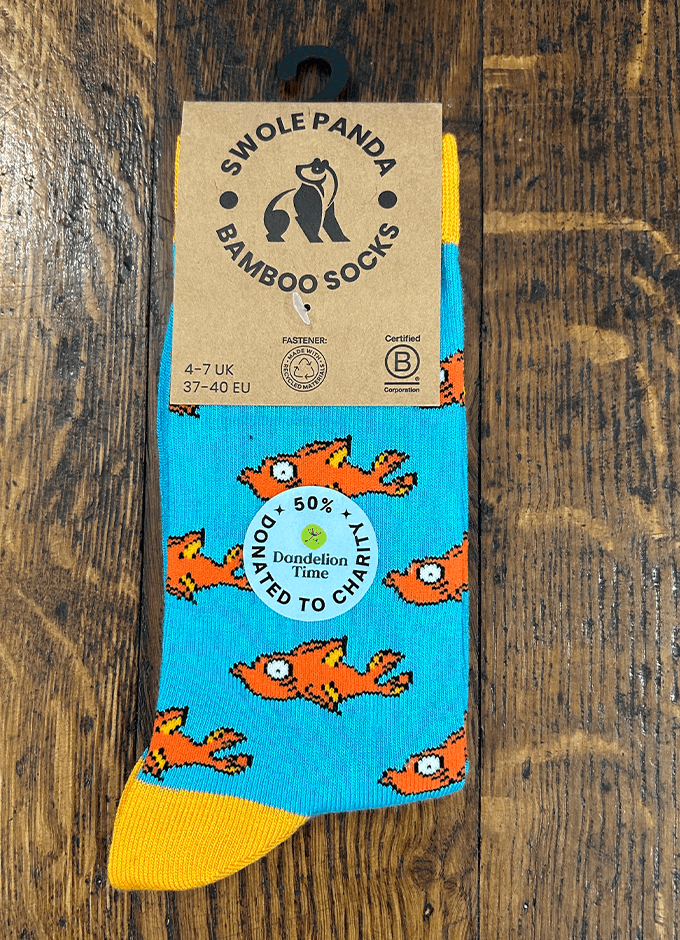 SWOLE PANDA
BAMBOO SOCKS
4-7 UK
37-40 EU
FASTENER:
MADE WITH
RECYCLED MATERIALS
Certified
B
Corporation
50%
Dandelion
Time
DONATED TO CHARITY